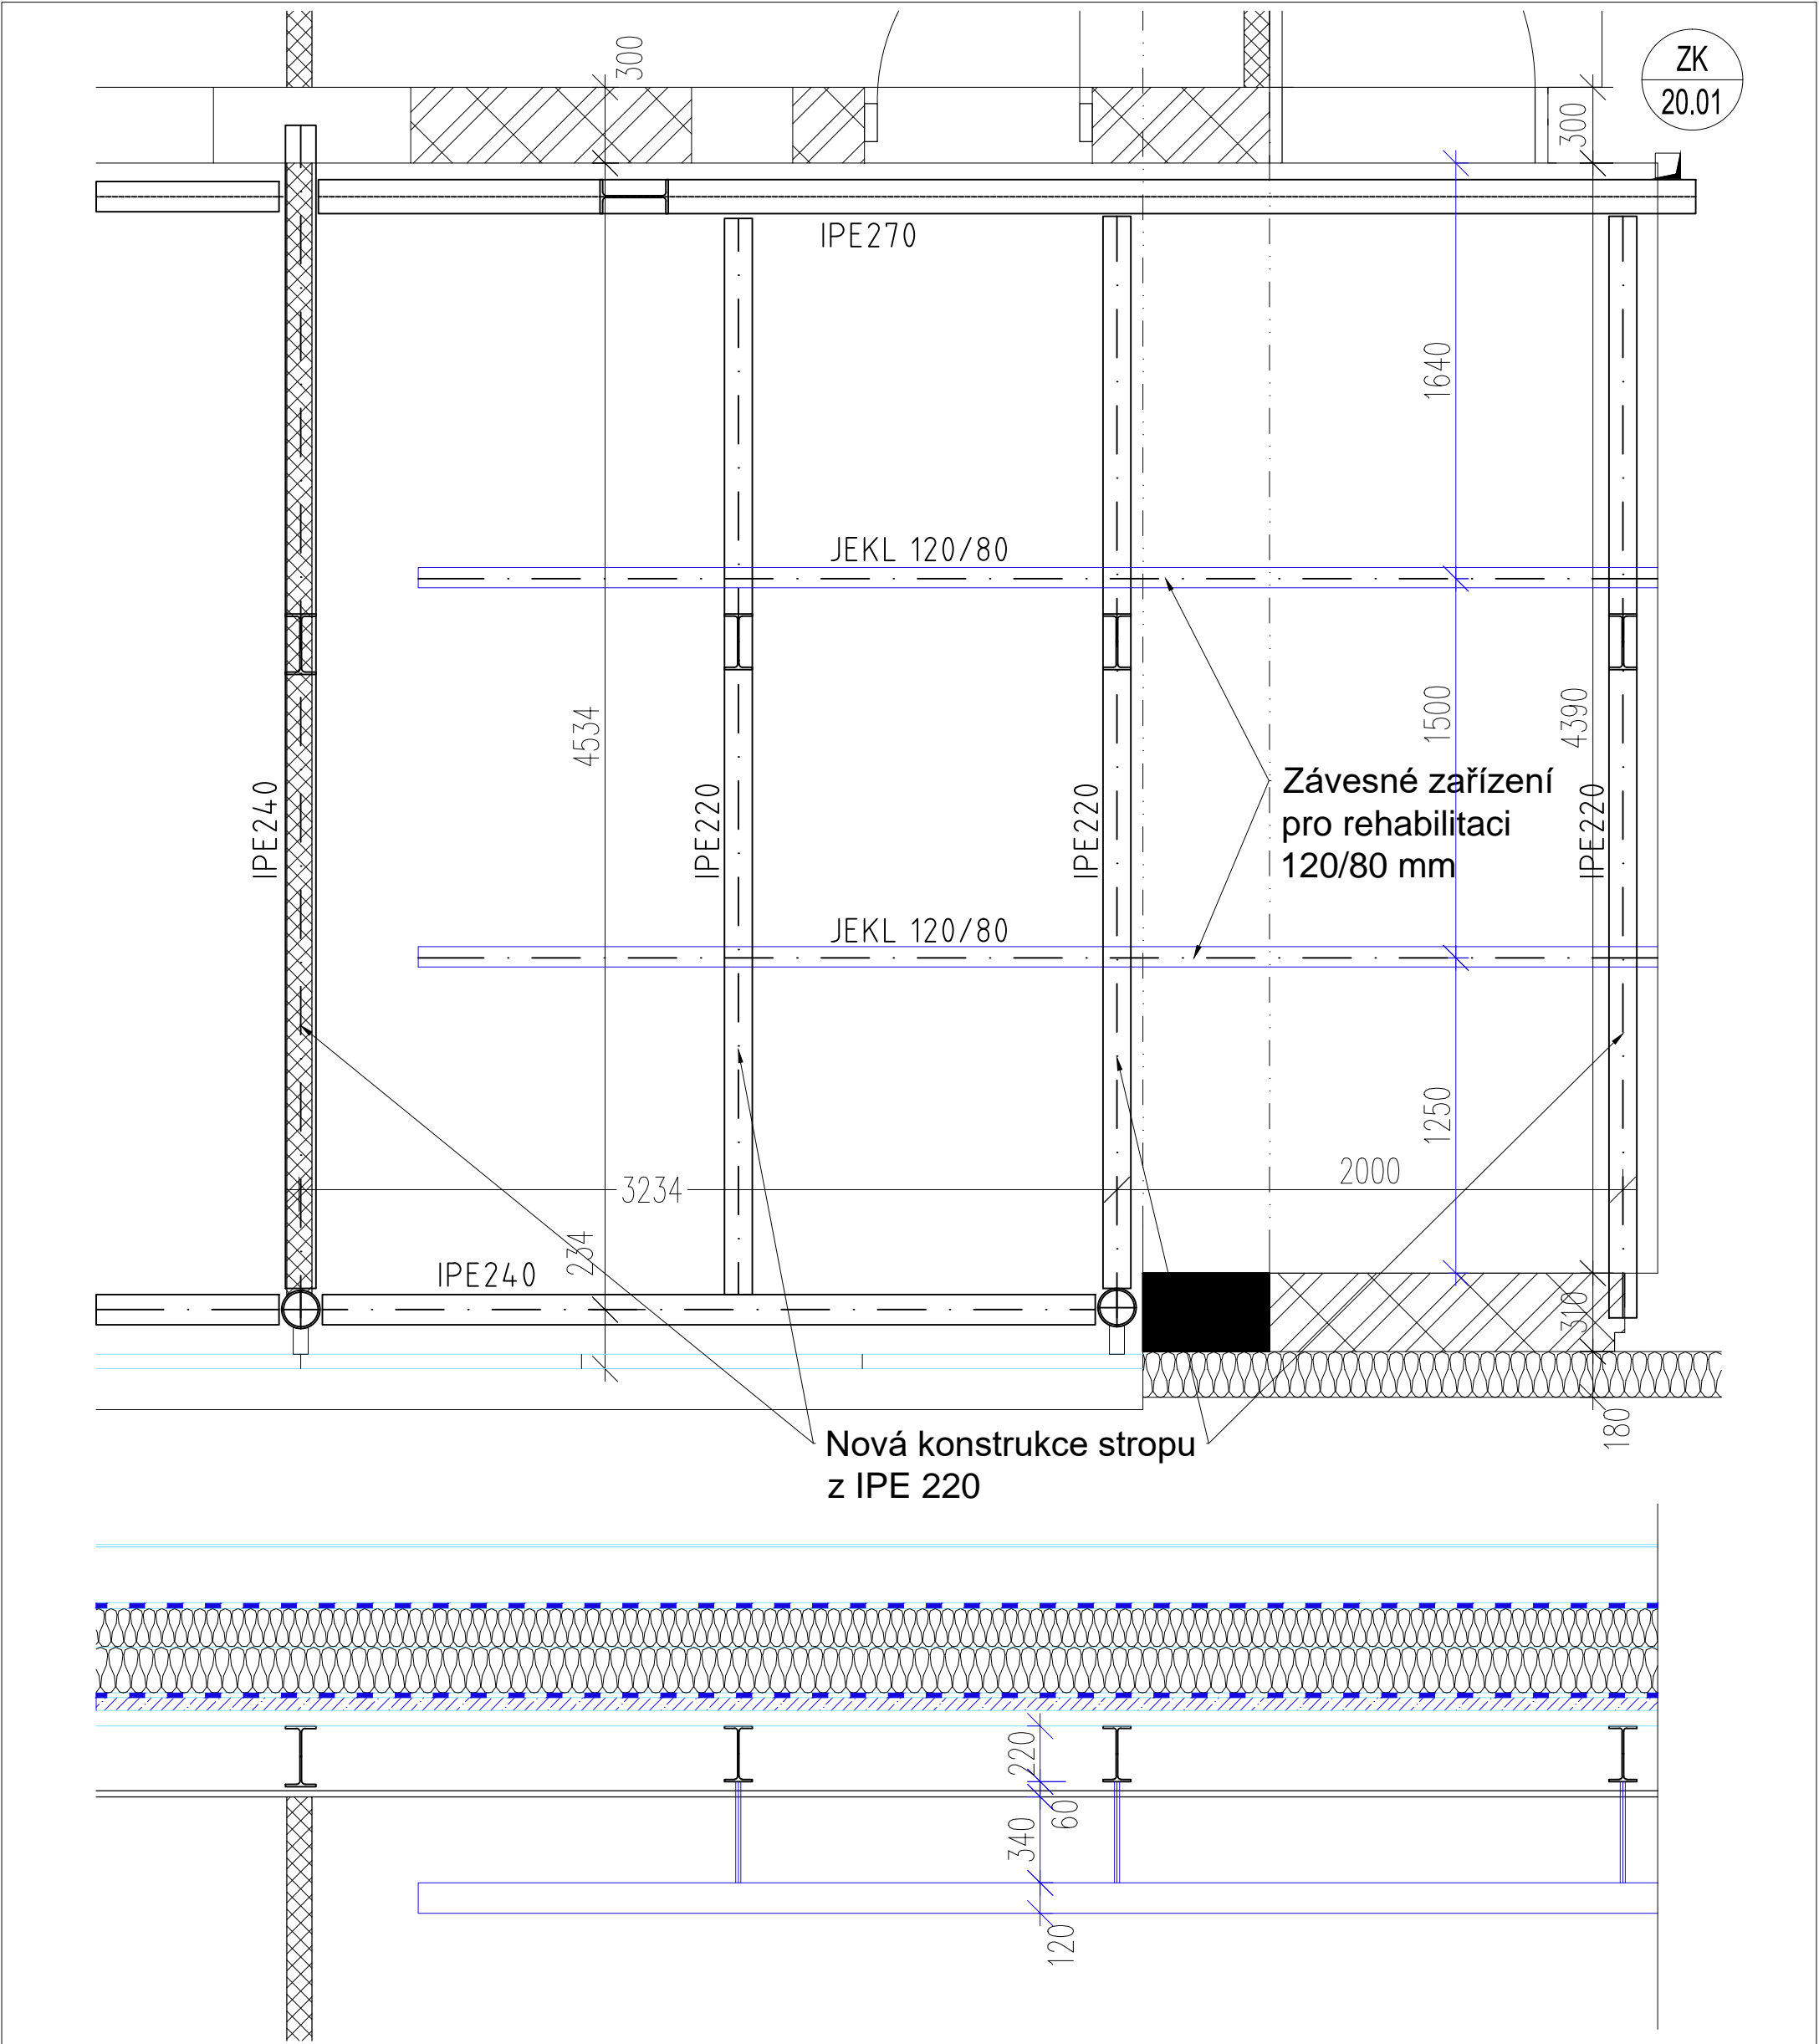 ZK
20.01
300
300
IPE270
1640
JEKL 120/80
4534
1500
4390
IPE240
IPE220
IPE220
IPE220
Závesné zařízení
pro rehabilitaci
120/80 mm
JEKL 120/80
1250
3234
2000
234
IPE240
310
180
Nová konstrukce stropu
z IPE 220
220
60
340
120